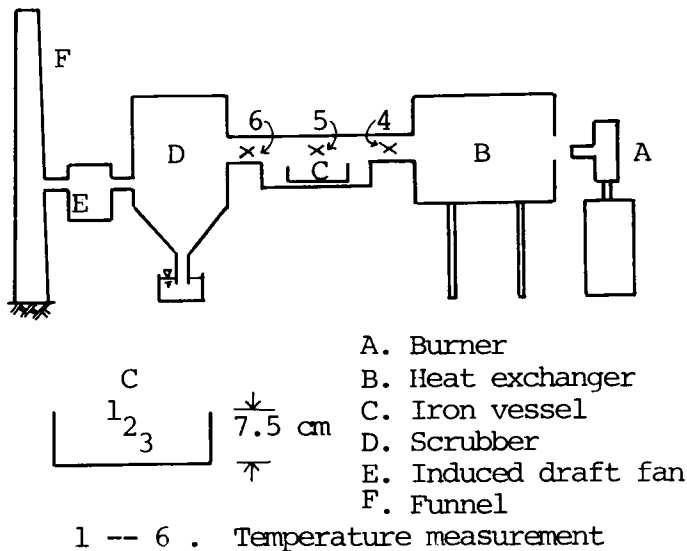 F
6 5 4
D
C
B
A
E
C
1
2
3
7.5 cm
A. Burner
B. Heat exchanger
C. Iron vessel
D. Scrubber
E. Induced draft fan
F. Funnel
1 -- 6 . Temperature measurement